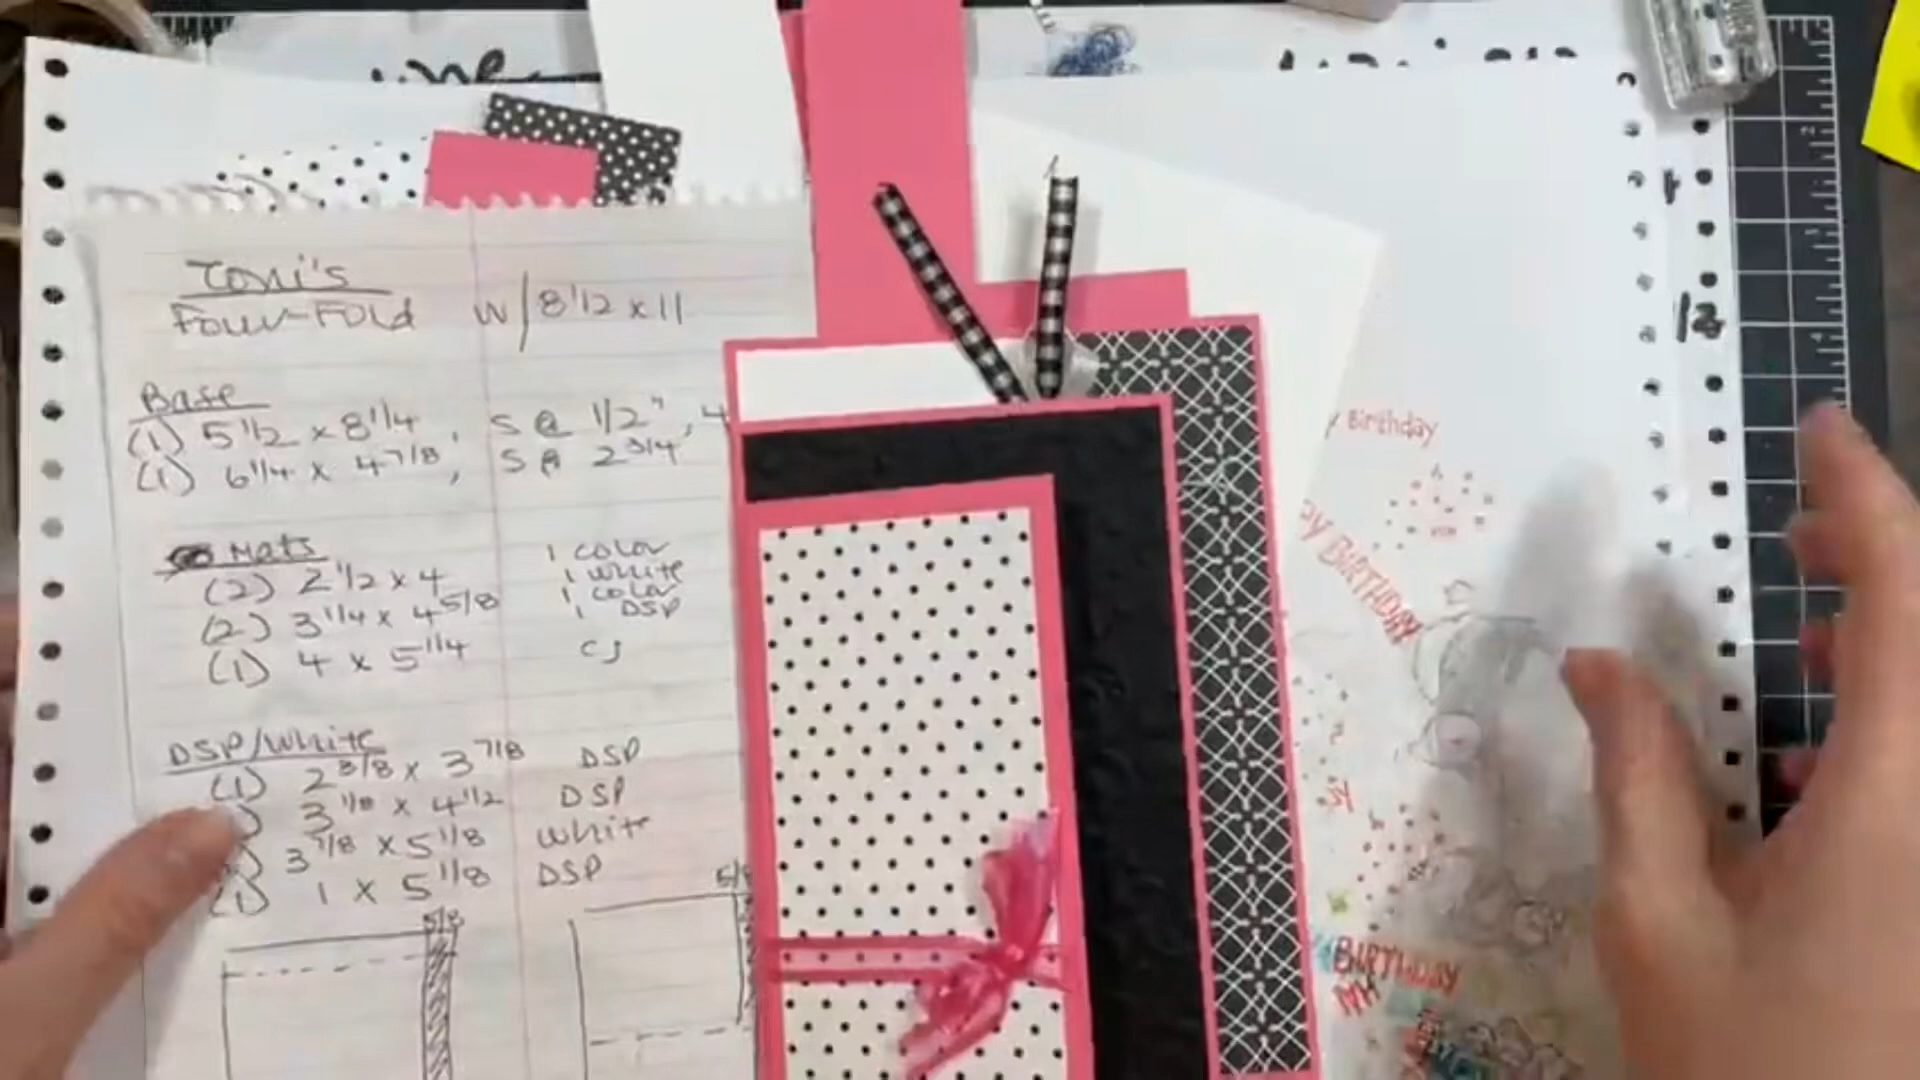 Toni's
Four-Fold w/ 8 1/2 x 11
Base
(1) 5 1/2 x 8 1/4, S @ 1/2", 4
(1) 6 1/4 x 4 7/8, S @ 2 3/4
Mats
(2) 2 1/2 x 4 1 color
1 white
(2) 3 1/4 x 4 5/8 1 color
1 DSP
(1) 4 x 5 1/4 CS
DSP/White
(1) 2 3/8 x 3 7/8 DSP
3 1/8 x 4 1/2 DSP
3 7/8 x 5 1/8 White
1 x 5 1/8 DSP
5/8
5/8
12
Birthday
BIRTHDAY
BIRTHDAY